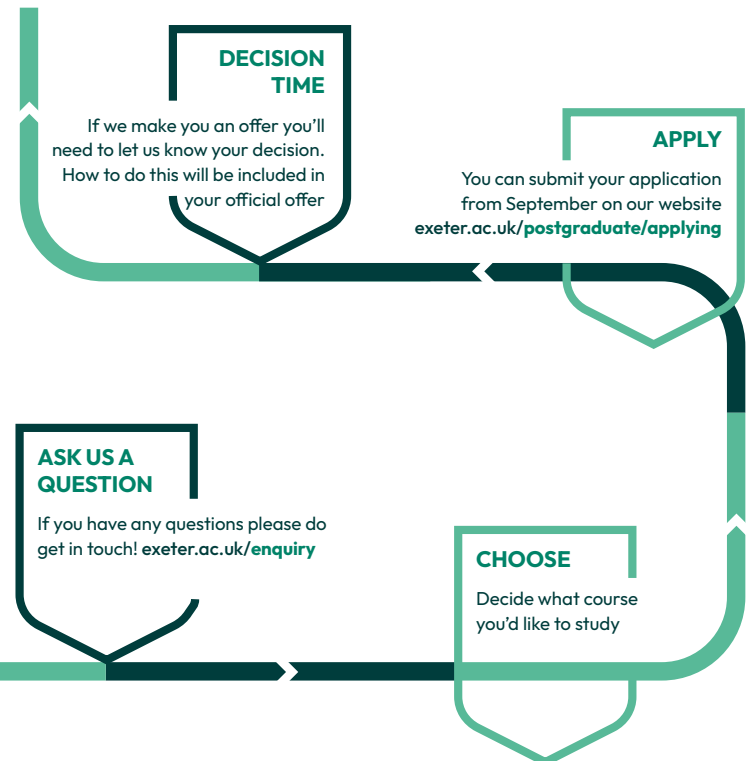 DECISION
TIME
If we make you an offer you'll
need to let us know your decision.
How to do this will be included in
your official offer
APPLY
You can submit your application
from September on our website
exeter.ac.uk/postgraduate/applying
ASK US A
QUESTION
If you have any questions please do
get in touch! exeter.ac.uk/enquiry
CHOOSE
Decide what course
you'd like to study